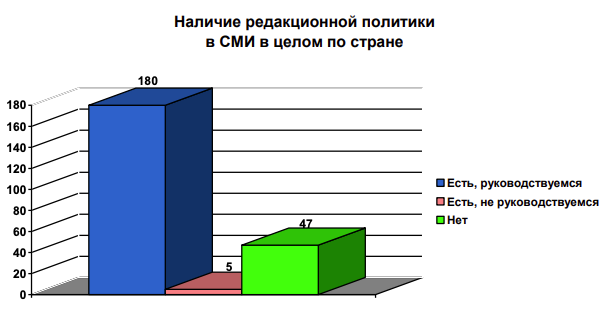 Наличие редакционной политики
в СМИ в целом по стране
180
180
160
140
120
100
80
60
40
20
0
5
47
Есть, руководствуемся
Есть, не руководствуемся
Нет